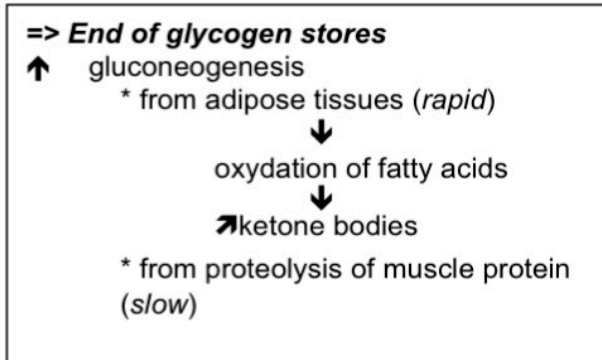 => End of glycogen stores
↑ gluconeogenesis
* from adipose tissues (rapid)
↓
oxydation of fatty acids
↓
↗ketone bodies
* from proteolysis of muscle protein
(slow)